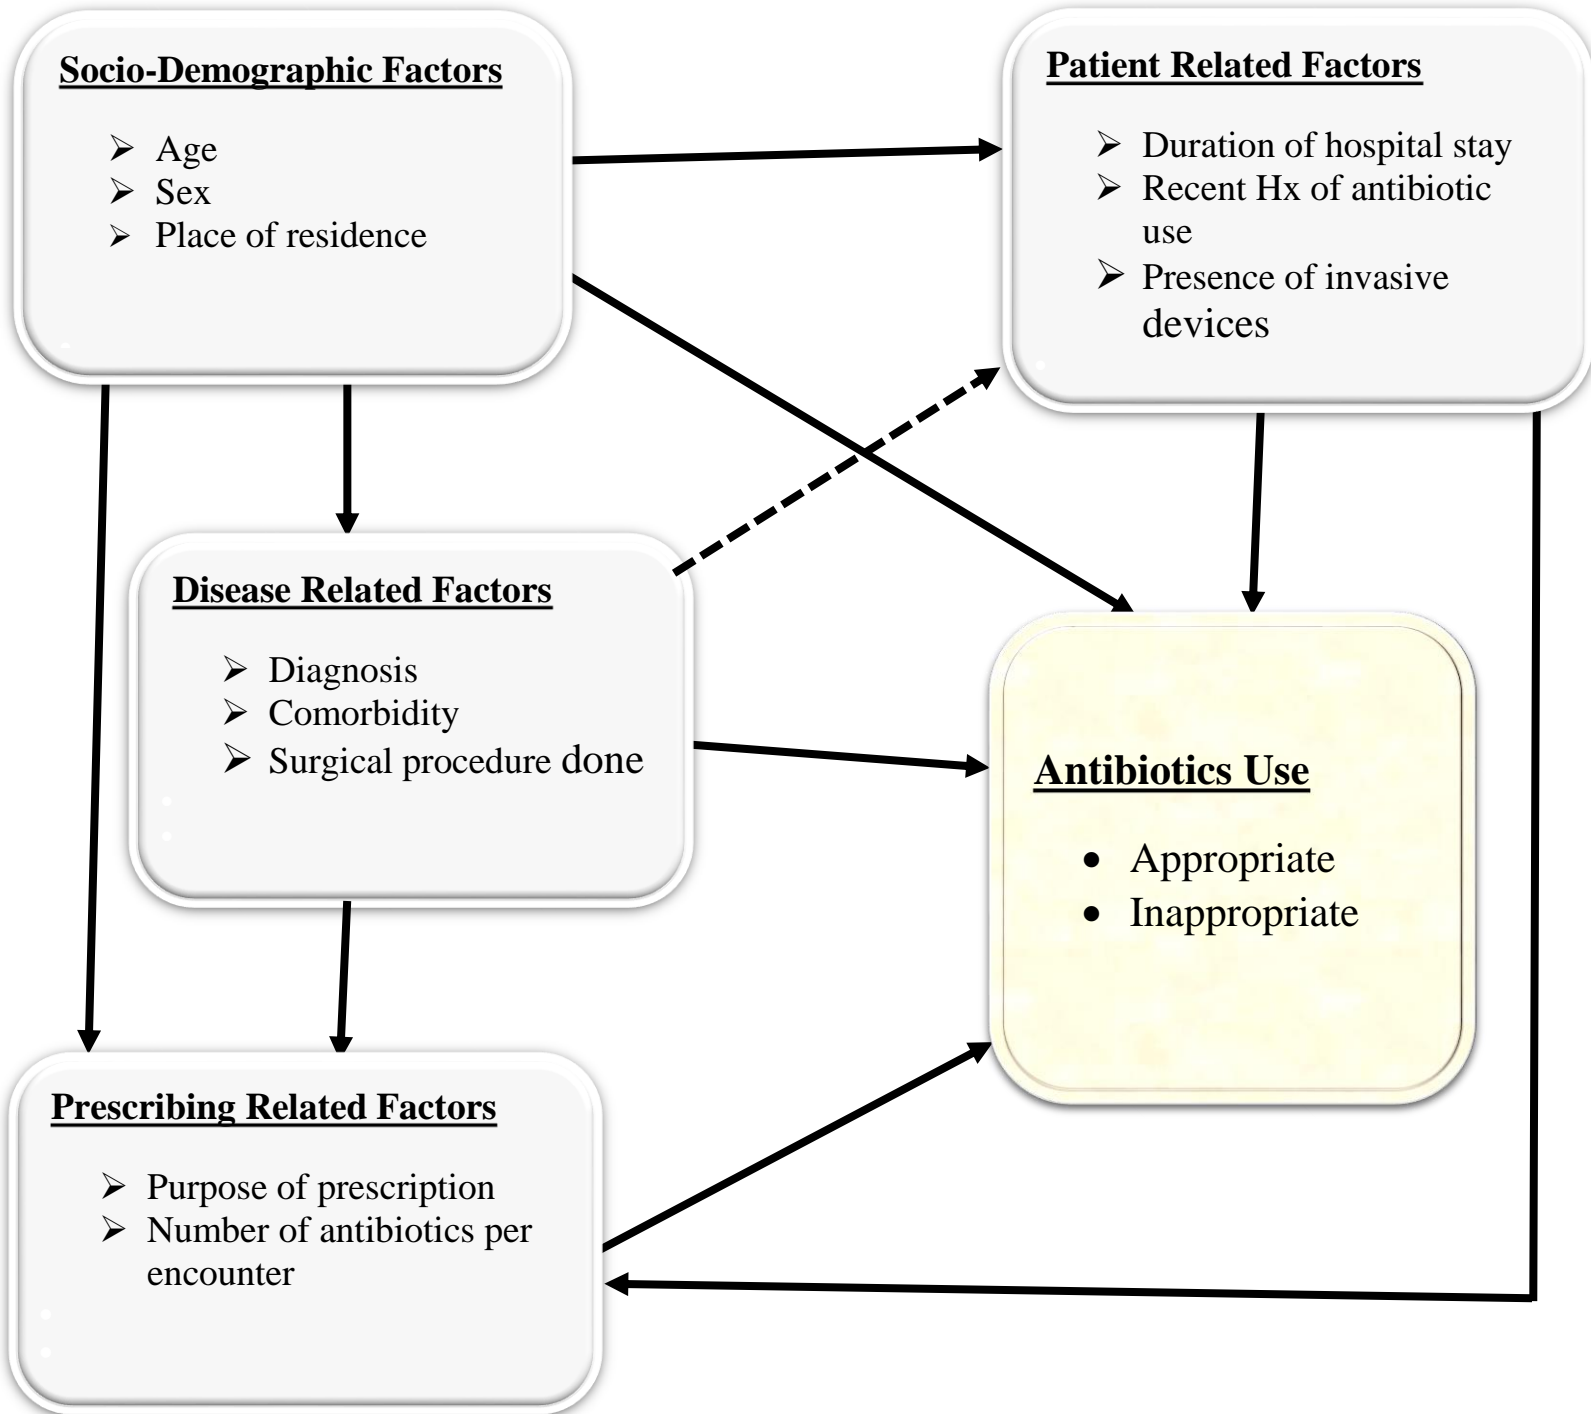 Socio-Demographic Factors
➢ Age
➢ Sex
➢ Place of residence
Patient Related Factors
➢ Duration of hospital stay
➢ Recent Hx of antibiotic
use
➢ Presence of invasive
devices
Disease Related Factors
➢ Diagnosis
➢ Comorbidity
➢ Surgical procedure done
Antibiotics Use
• Appropriate
• Inappropriate
Prescribing Related Factors
➢ Purpose of prescription
➢ Number of antibiotics per
encounter